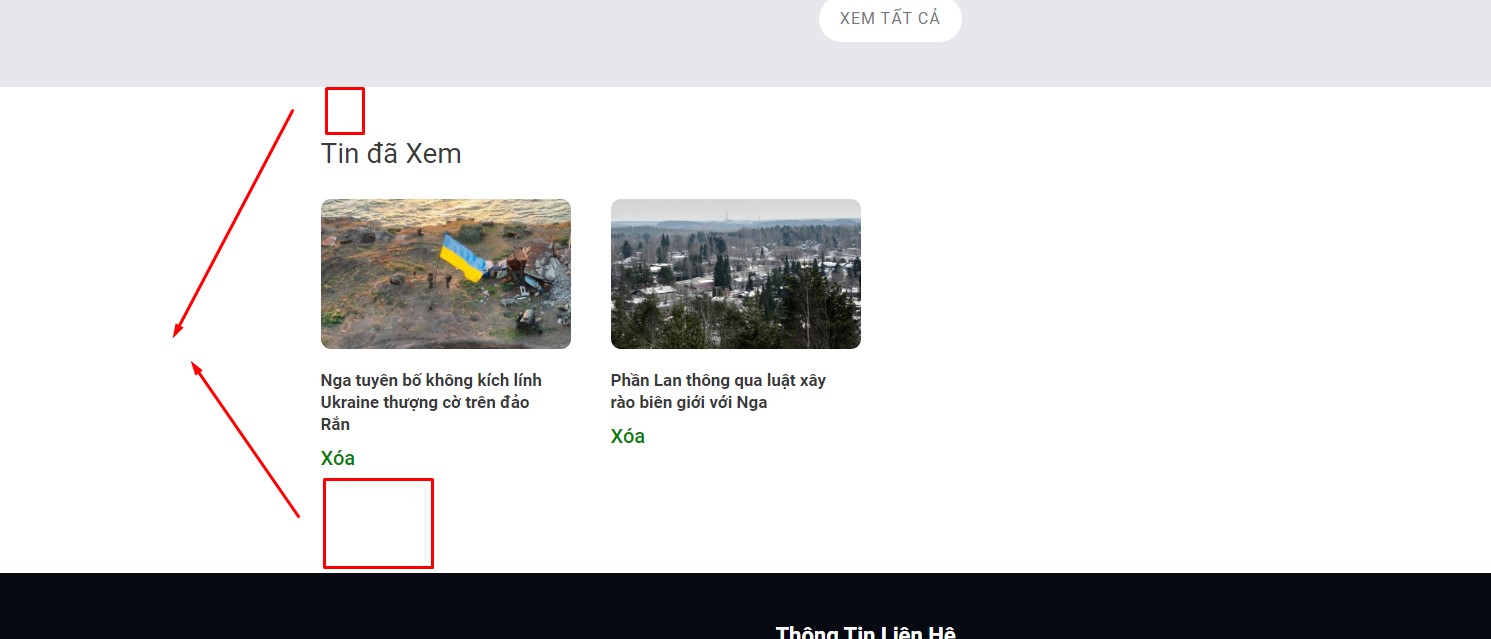 XEM TẤT CẢ
Tin đã Xem
Nga tuyên bố không kích lính
Ukraine thượng cờ trên đảo
Rắn
Xóa
Phần Lan thông qua luật xây
rào biên giới với Nga
Xóa
Thông Tin Liên Hệ